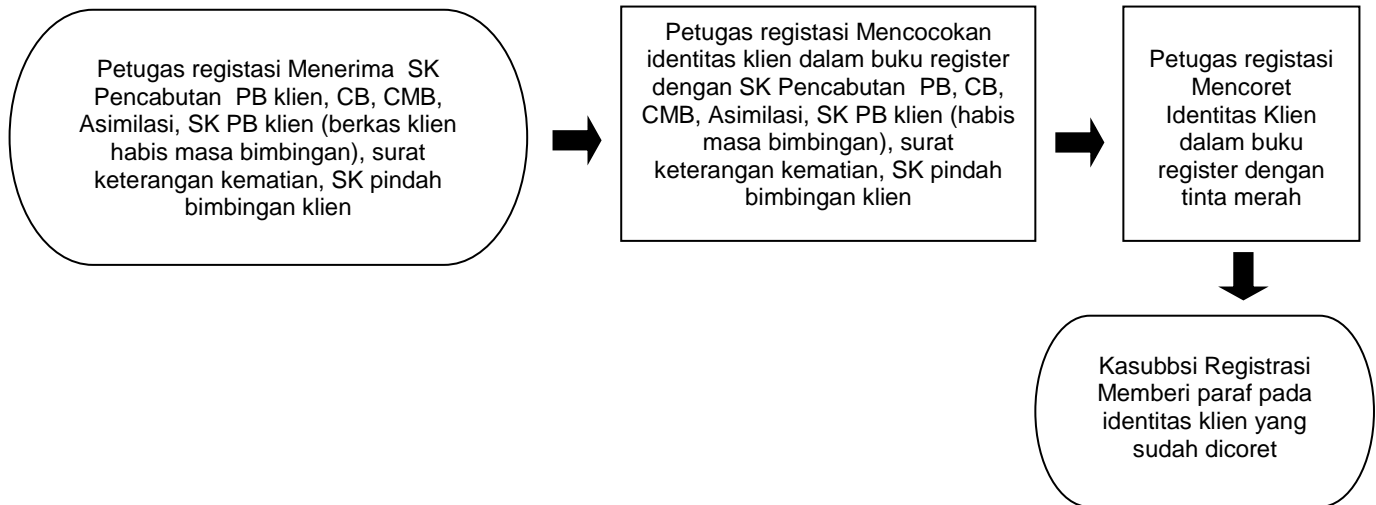 Petugas registasi Menerima SK
Pencabutan PB klien, CB, CMB,
Asimilasi, SK PB klien (berkas klien
habis masa bimbingan), surat
keterangan kematian, SK pindah
bimbingan klien
Petugas registasi Mencocokan
identitas klien dalam buku register
dengan SK Pencabutan PB, CB,
CMB, Asimilasi, SK PB klien (habis
masa bimbingan), surat
keterangan kematian, SK pindah
bimbingan klien
Petugas registasi
Mencoret
Identitas Klien
dalam buku
register dengan
tinta merah
Kasubbsi Registrasi
Memberi paraf pada
identitas klien yang
sudah dicoret